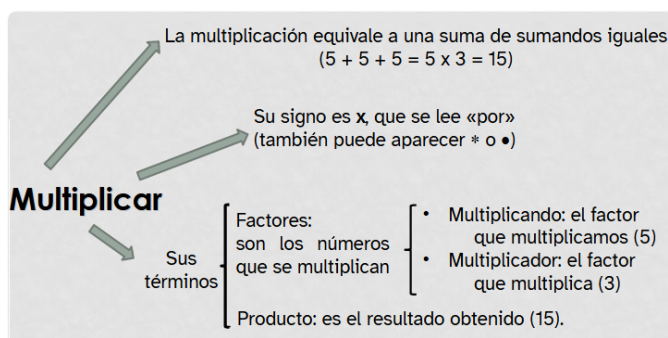 La multiplicación equivale a una suma de sumandos iguales
(5 + 5 + 5 = 5 x 3 = 15)
Su signo es x, que se lee «por»
(también puede aparecer * o •)
Multiplicar
Sus
términos
Factores:
son los números
que se multiplican
• Multiplicando: el factor
que multiplicamos (5)
• Multiplicador: el factor
que multiplica (3)
Producto: es el resultado obtenido (15).